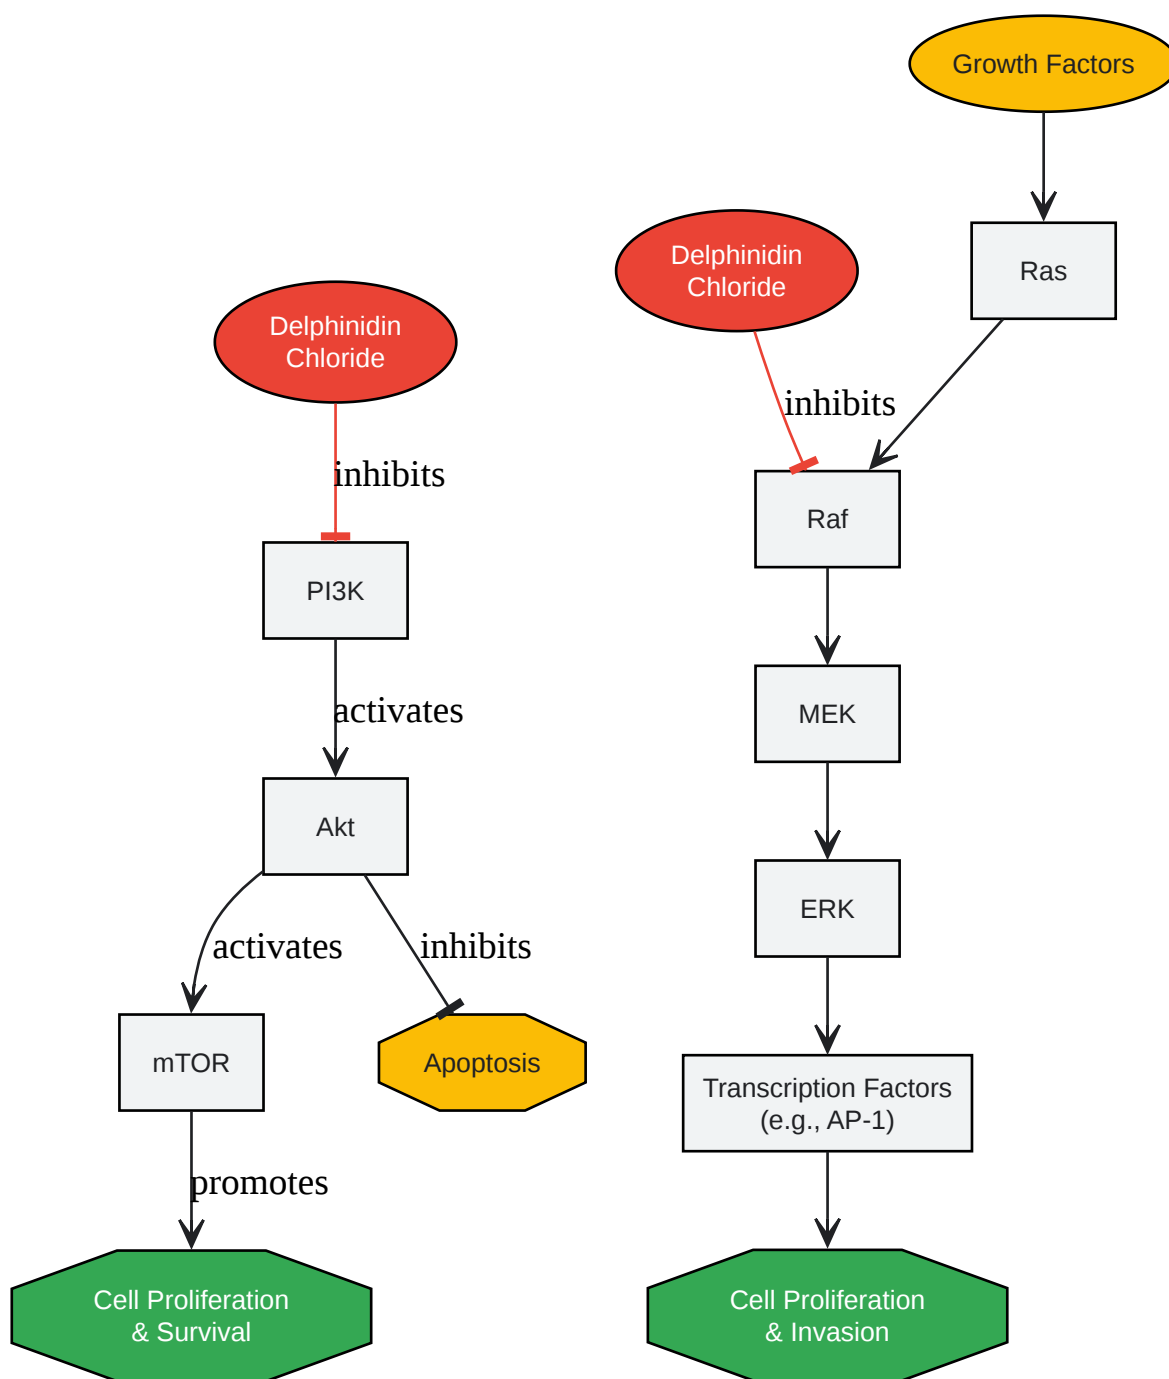 Growth Factors
Delphinidin
Chloride
Ras
Delphinidin
Chloride
inhibits
inhibits
Raf
PI3K
activates
MEK
Akt
ERK
activates
inhibits
mTOR
Apoptosis
Transcription Factors
(e.g., AP-1)
promotes
Cell Proliferation
& Survival
Cell Proliferation
& Invasion